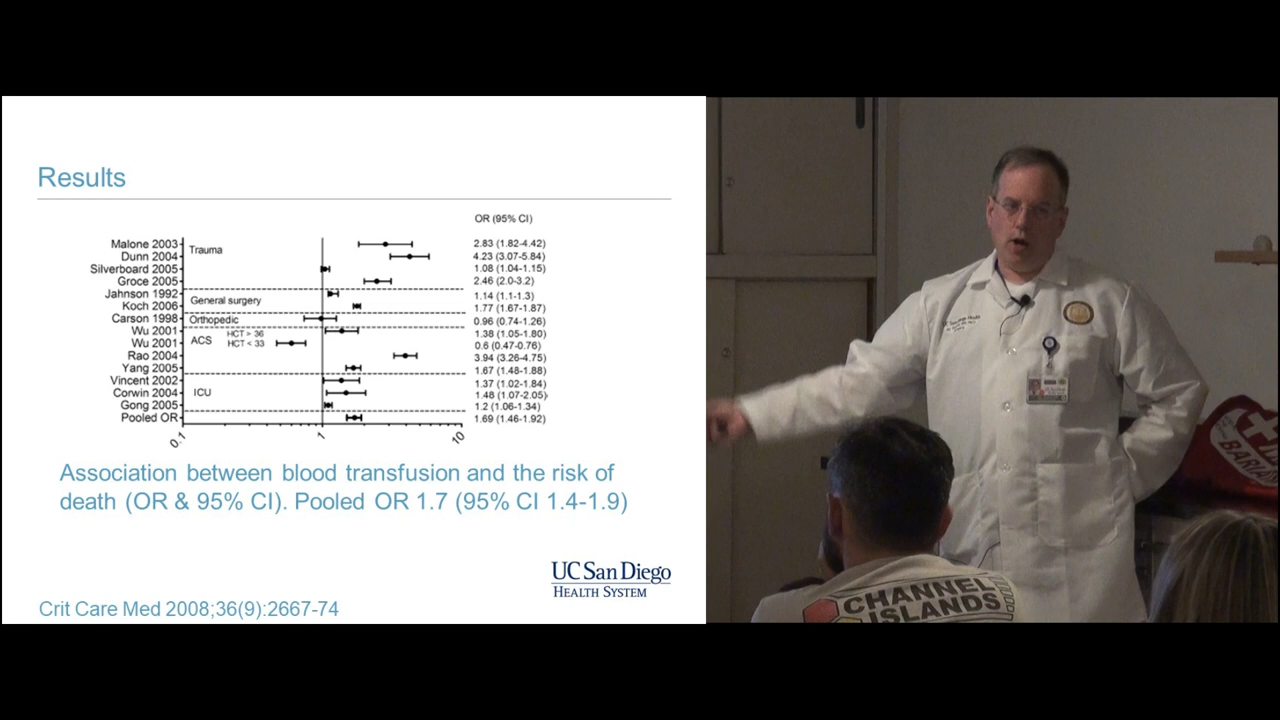 Results
OR (95% CI)
Malone 2003 Trauma 2.83 (1.82-4.42)
Dunn 2004 4.23 (3.07-5.84)
Silverboard 2005 1.08 (1.04-1.15)
Groce 2005 2.46 (2.0-3.2)
Jahnson 1992 General surgery 1.14 (1.1-1.3)
Koch 2006 1.77 (1.67-1.87)
Carson 1998 Orthopedic 0.96 (0.74-1.26)
Wu 2001 ACS HCT > 36 1.38 (1.05-1.80)
Wu 2001 HCT < 33 0.6 (0.47-0.76)
Rao 2004 3.94 (3.26-4.75)
Yang 2005 1.67 (1.48-1.88)
Vincent 2002 ICU 1.37 (1.02-1.84)
Corwin 2004 1.48 (1.07-2.05)
Gong 2005 1.2 (1.06-1.34)
Pooled OR 1.69 (1.46-1.92)
0.1 1 10
Association between blood transfusion and the risk of
death (OR & 95% CI). Pooled OR 1.7 (95% CI 1.4-1.9)
UC San Diego
HEALTH SYSTEM
Crit Care Med 2008;36(9):2667-74
CHANNEL
ISLANDS